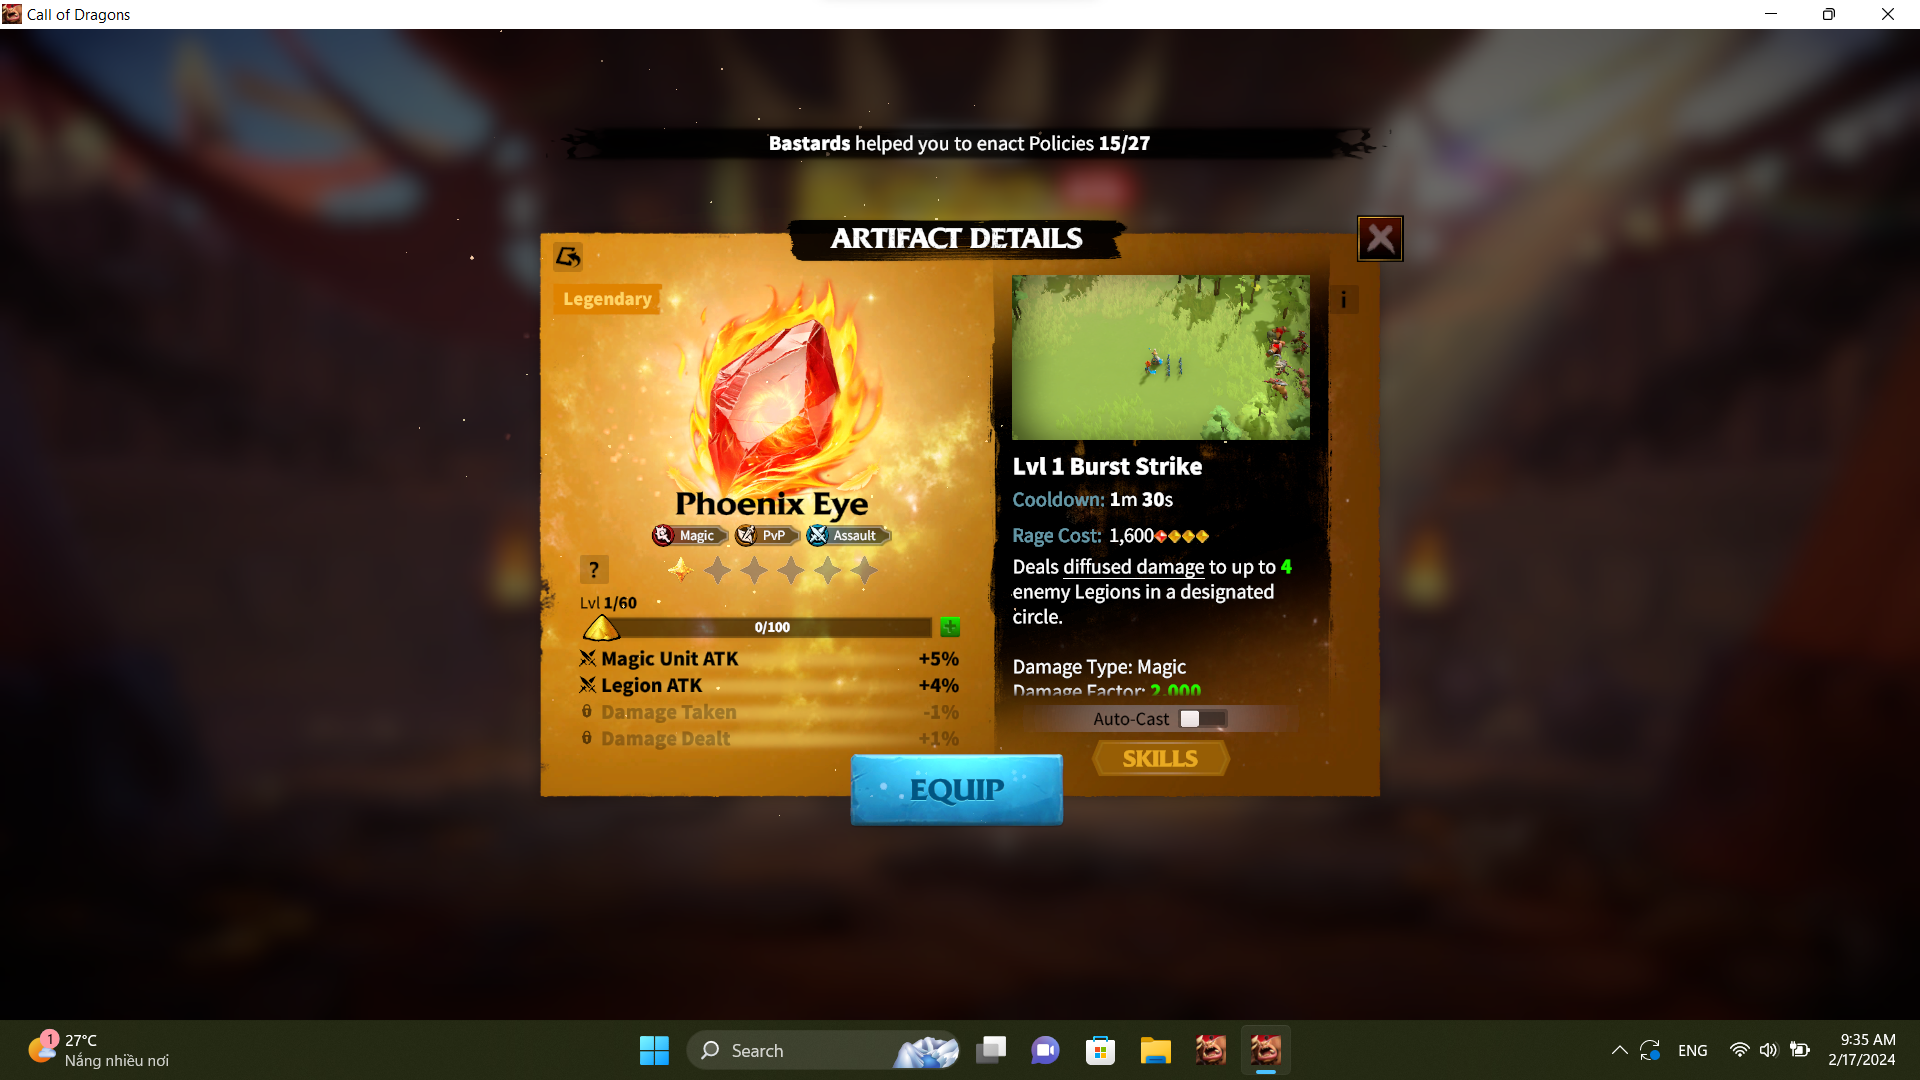 Call of Dragons
Bastards helped you to enact Policies 15/27
ARTIFACT DETAILS
Legendary
i
Phoenix Eye
Magic PvP Assault
?
Lvl 1/60
0/100
Magic Unit ATK +5%
Legion ATK +4%
Damage Taken -1%
Damage Dealt +1%
Lvl 1 Burst Strike
Cooldown: 1m 30s
Rage Cost: 1,600
Deals diffused damage to up to 4
enemy Legions in a designated
circle.
Damage Type: Magic
Damage Factor: 2,000
Auto-Cast
SKILLS
EQUIP
1
27°C
Nắng nhiều nơi
Search
ENG
9:35 AM
2/17/2024